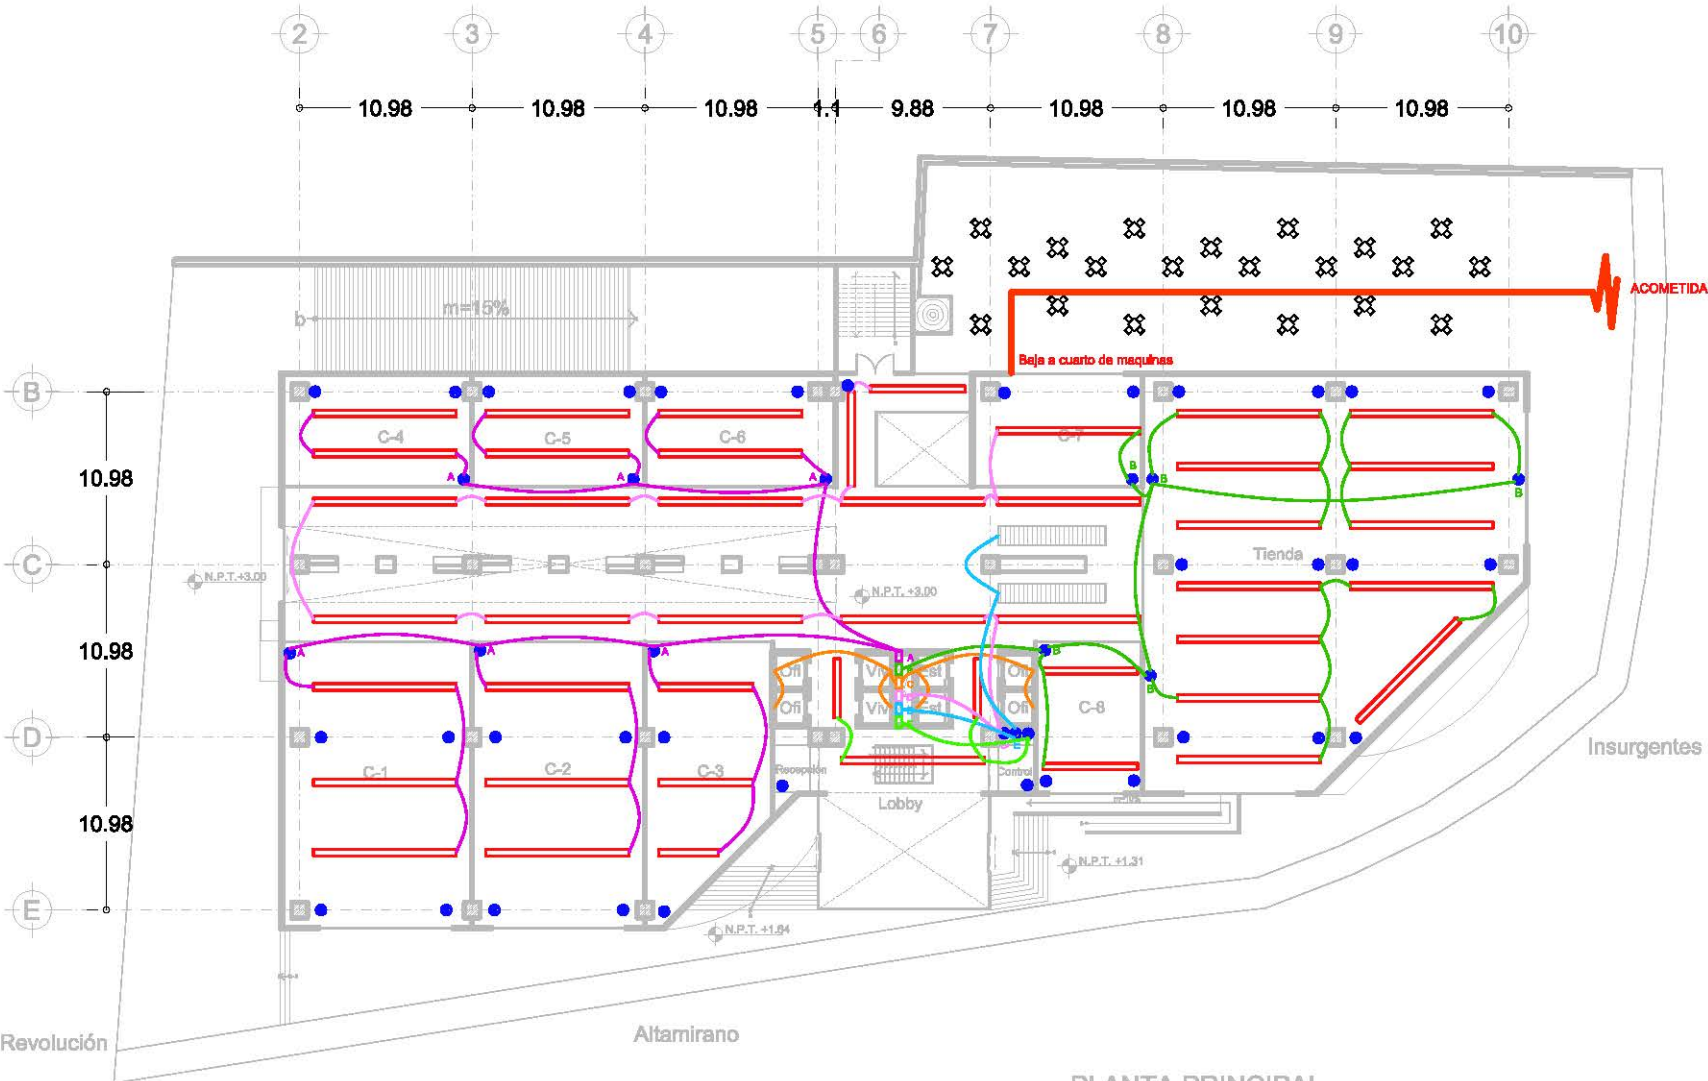 2 3 4 5 6 7 8 9 10
10.98 10.98 10.98 1.1 9.88 10.98 10.98 10.98
ACOMETIDA
m=15%
b
Baja a cuarto de maquinas
B
C-4 C-5 C-6 C-7
10.98
A A A B B B
Tienda
C
N.P.T.+3.00
N.P.T. +3.00
10.98
A A A A B
Ofi Viv Est Ofi
C
B
Ofi Viv Est Ofi
C-8
D
E
Insurgentes
C-1 C-2 C-3
Recepción
Control
Lobby
10.98
N.P.T. +1.31
E
N.P.T. +1.64
Altamirano
Revolución
PLANTA PRINCIPAL